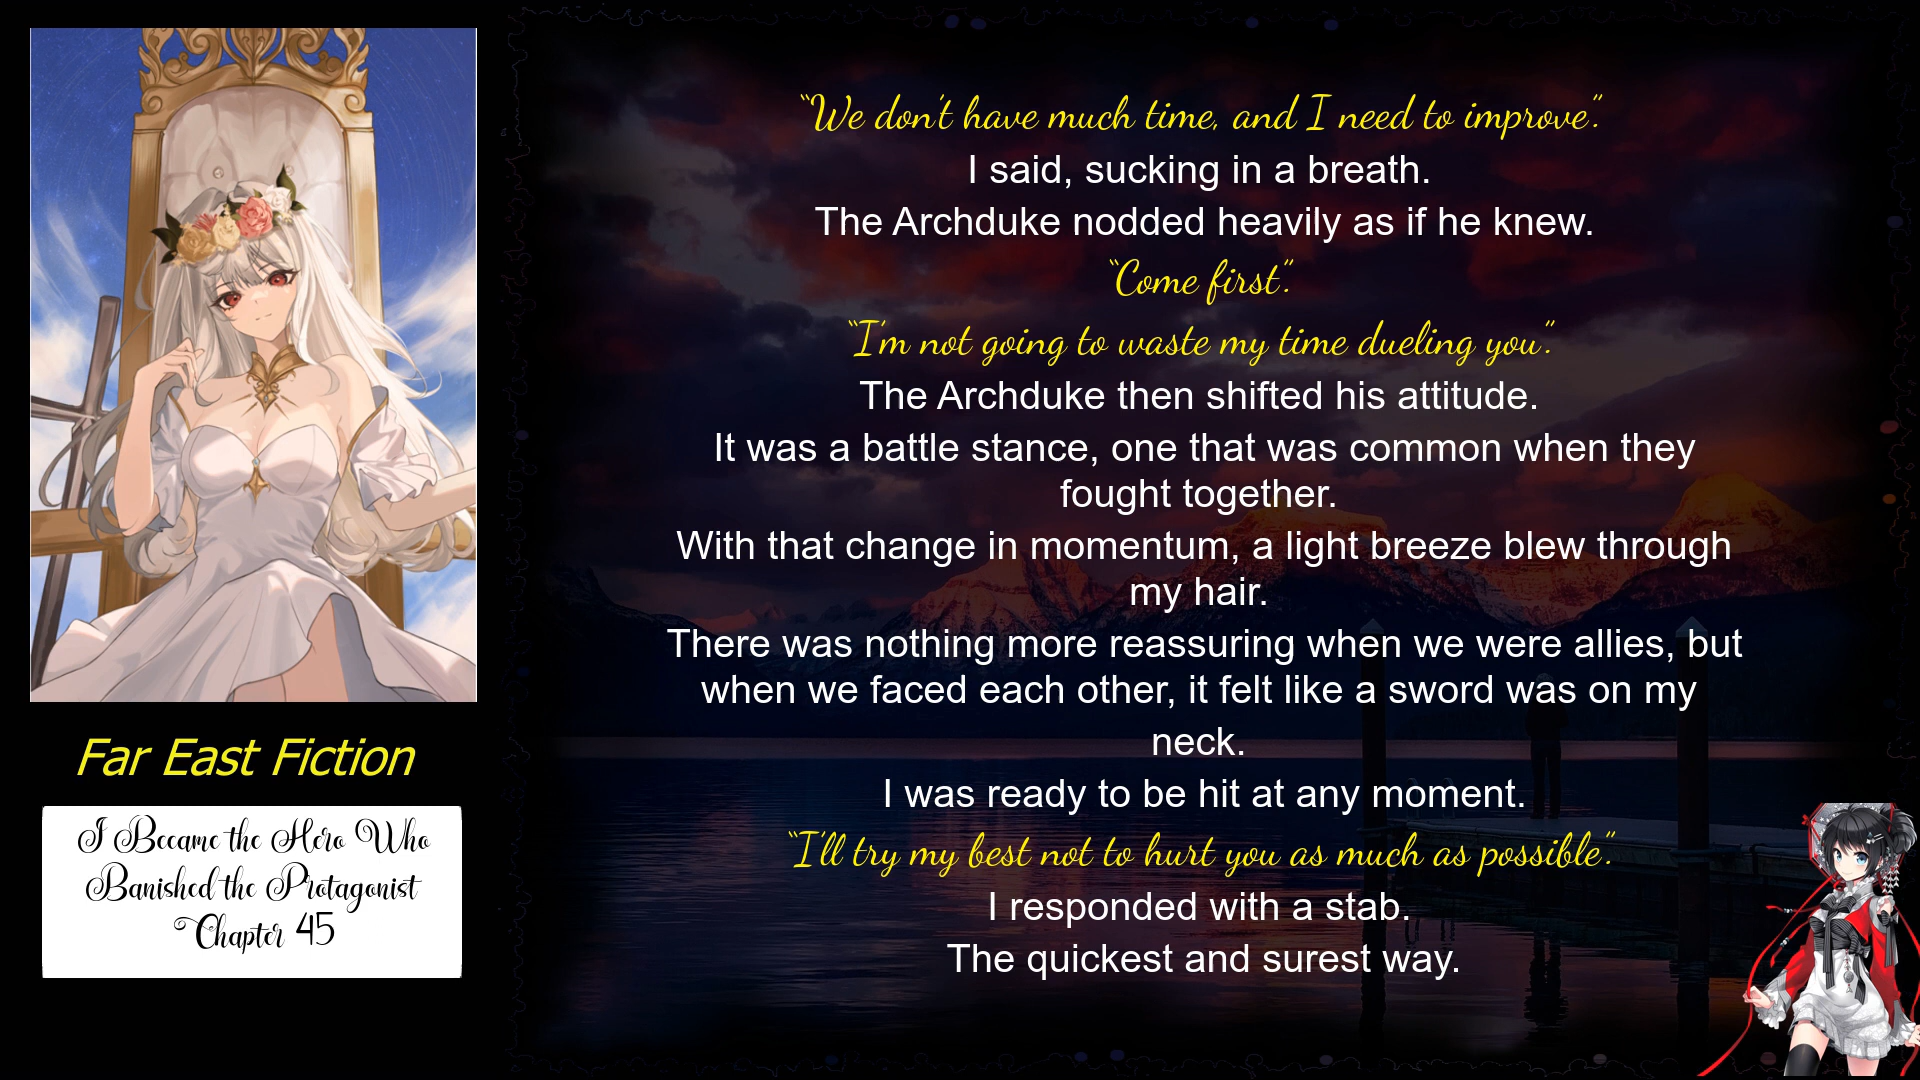 “We don't have much time, and I need to improve”.
I said, sucking in a breath.
The Archduke nodded heavily as if he knew.
“Come first”.
“I'm not going to waste my time dueling you”.
The Archduke then shifted his attitude.
It was a battle stance, one that was common when they
fought together.
With that change in momentum, a light breeze blew through
my hair.
There was nothing more reassuring when we were allies, but
when we faced each other, it felt like a sword was on my
neck.
I was ready to be hit at any moment.
“I'll try my best not to hurt you as much as possible”.
I responded with a stab.
The quickest and surest way.
Far East Fiction
I Became the Hero Who
Banished the Protagonist
Chapter 45